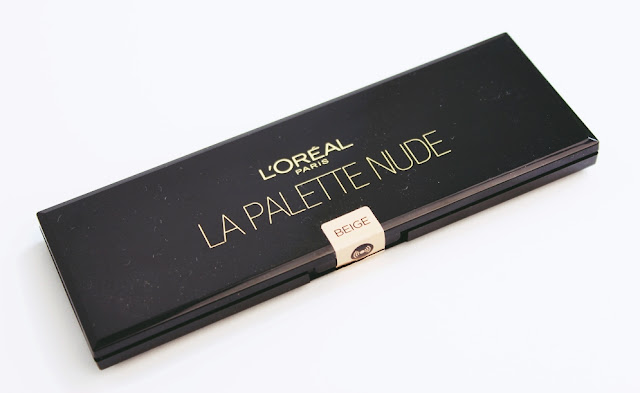 L'ORÉAL
PARIS
LA PALETTE NUDE
BEIGE